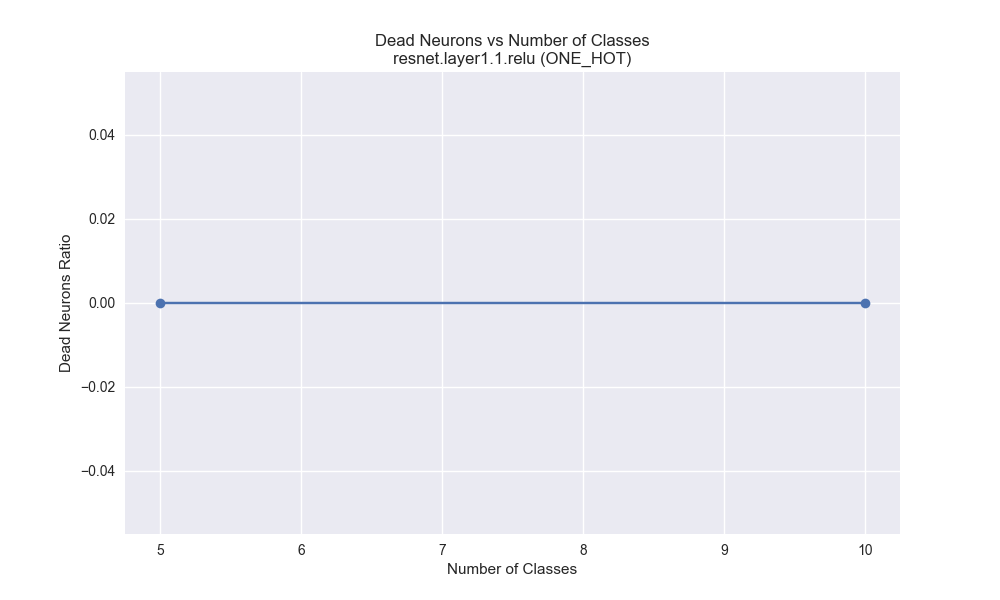 Dead Neurons vs Number of Classes
resnet.layer1.1.relu (ONE_HOT)
Dead Neurons Ratio
0.04
0.02
0.00
−0.02
−0.04
5 6 7 8 9 10
Number of Classes